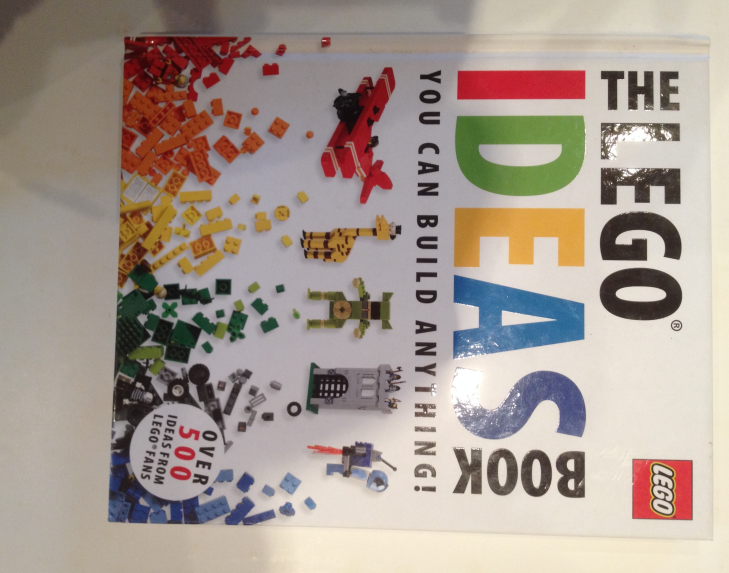 THE LEGO®
IDEAS
BOOK
YOU CAN BUILD ANYTHING!
LEGO
OVER
500
IDEAS FROM
LEGO® FANS